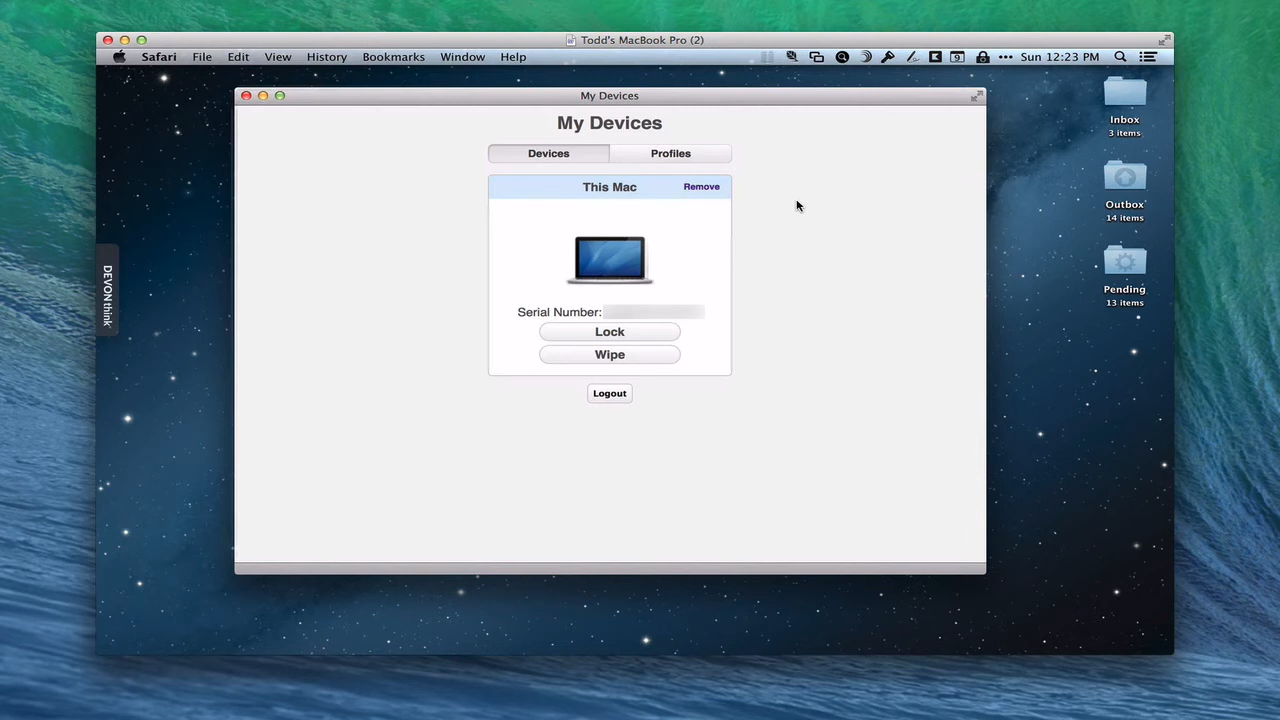 Todd's MacBook Pro (2)
Safari File Edit View History Bookmarks Window Help 9 Sun 12:23 PM
My Devices
My Devices
Devices Profiles
This Mac Remove
Serial Number:
Lock
Wipe
Logout
Inbox
3 items
Outbox
14 items
Pending
13 items
DEVONthink